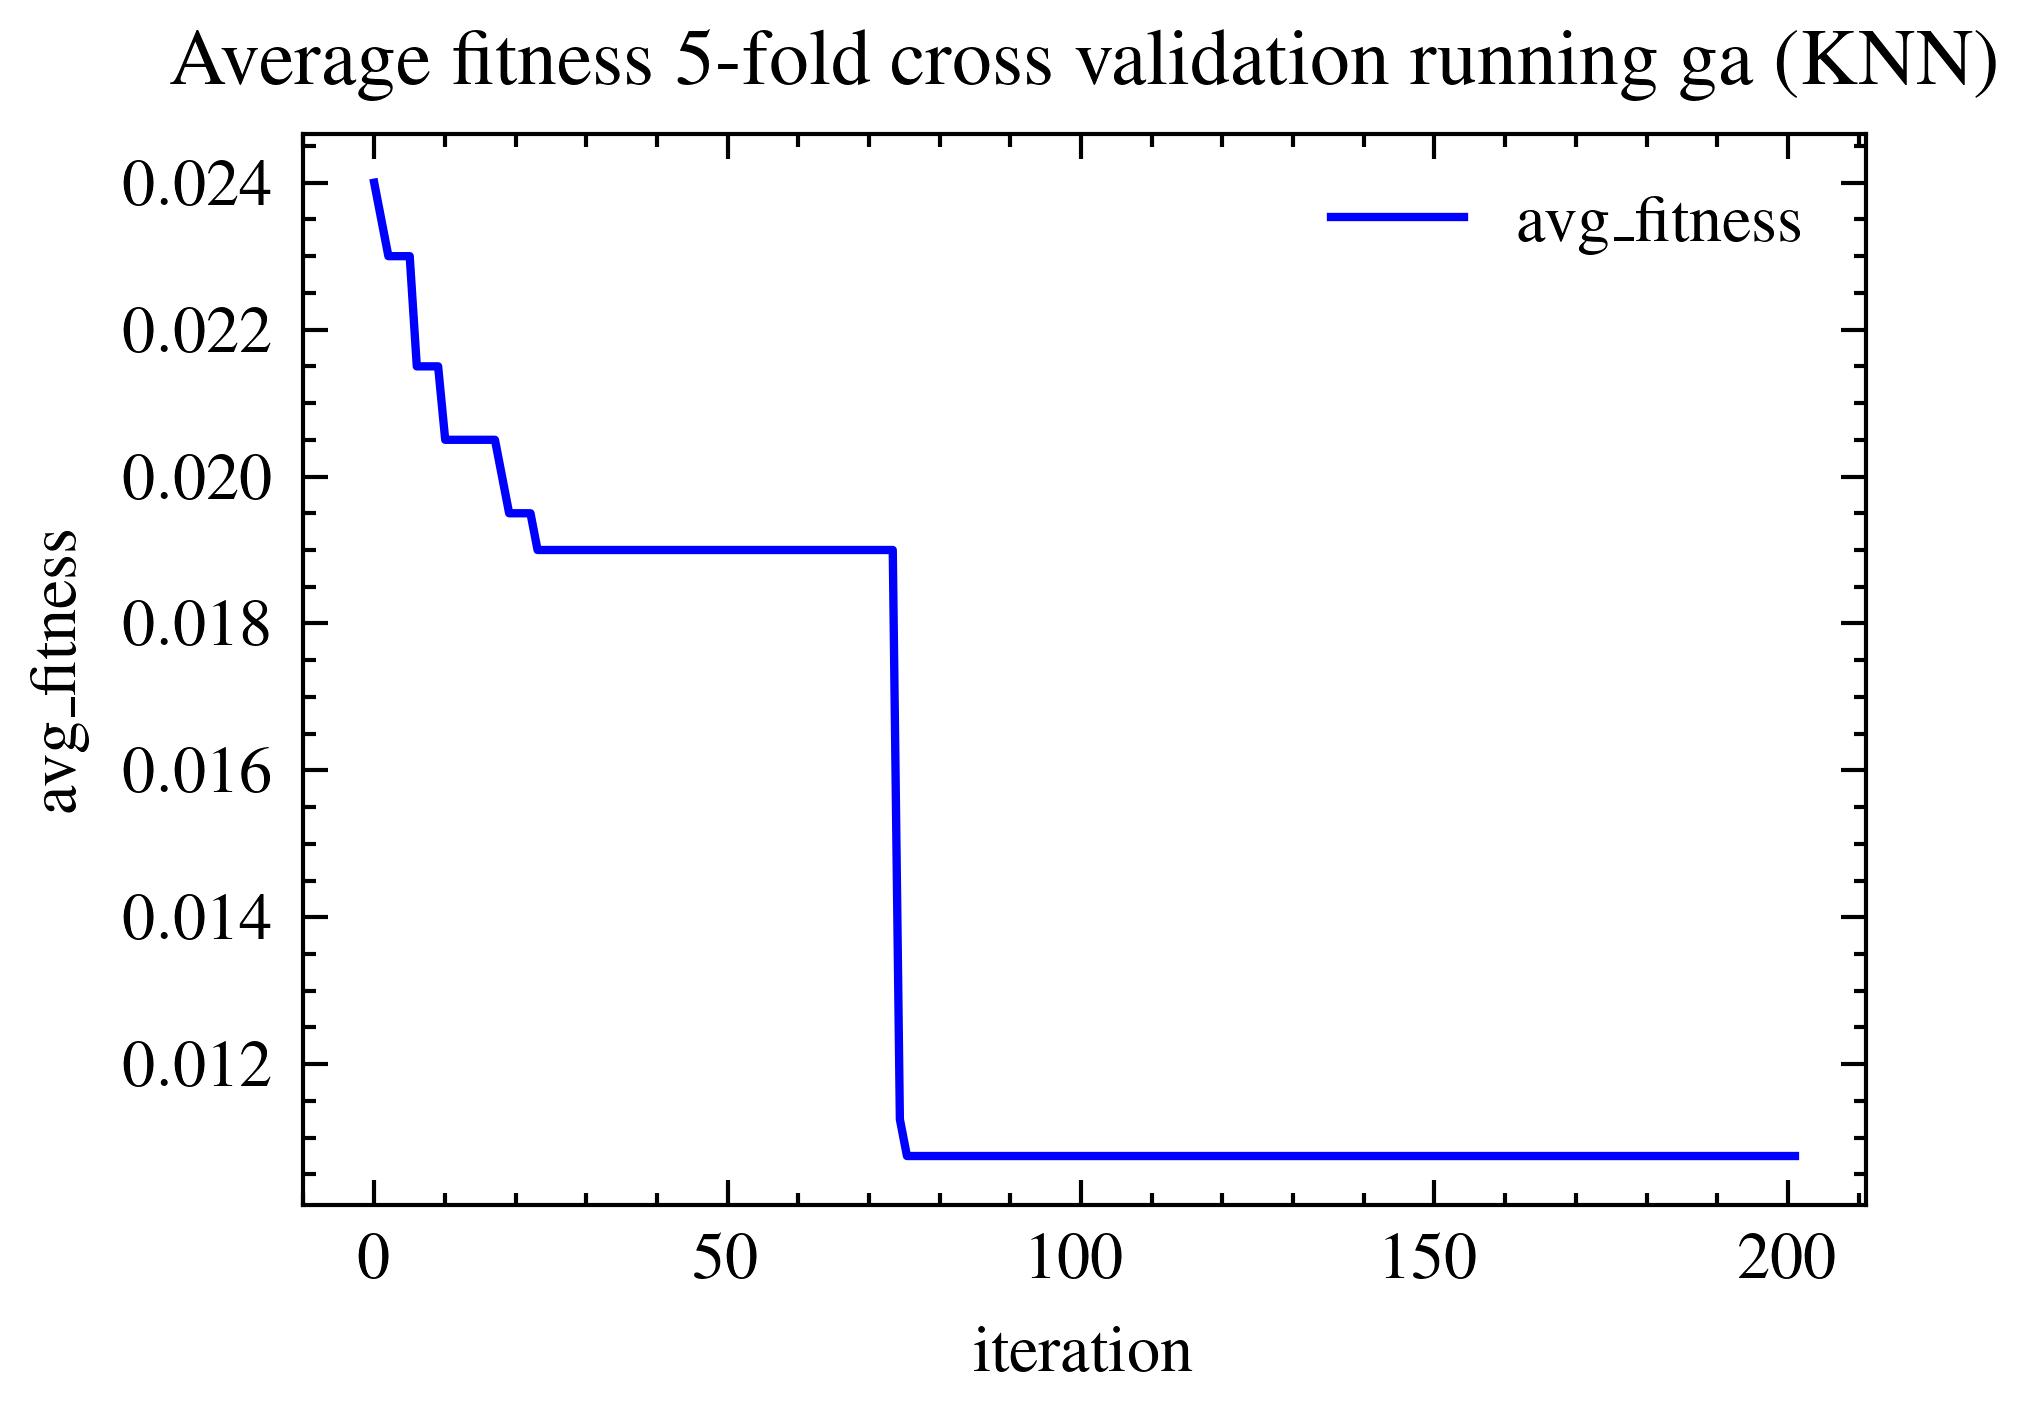 Average fitness 5-fold cross validation running ga (KNN)
avg_fitness
0.024
0.022
0.020
0.018
0.016
0.014
0.012
avg_fitness
0 50 100 150 200
iteration